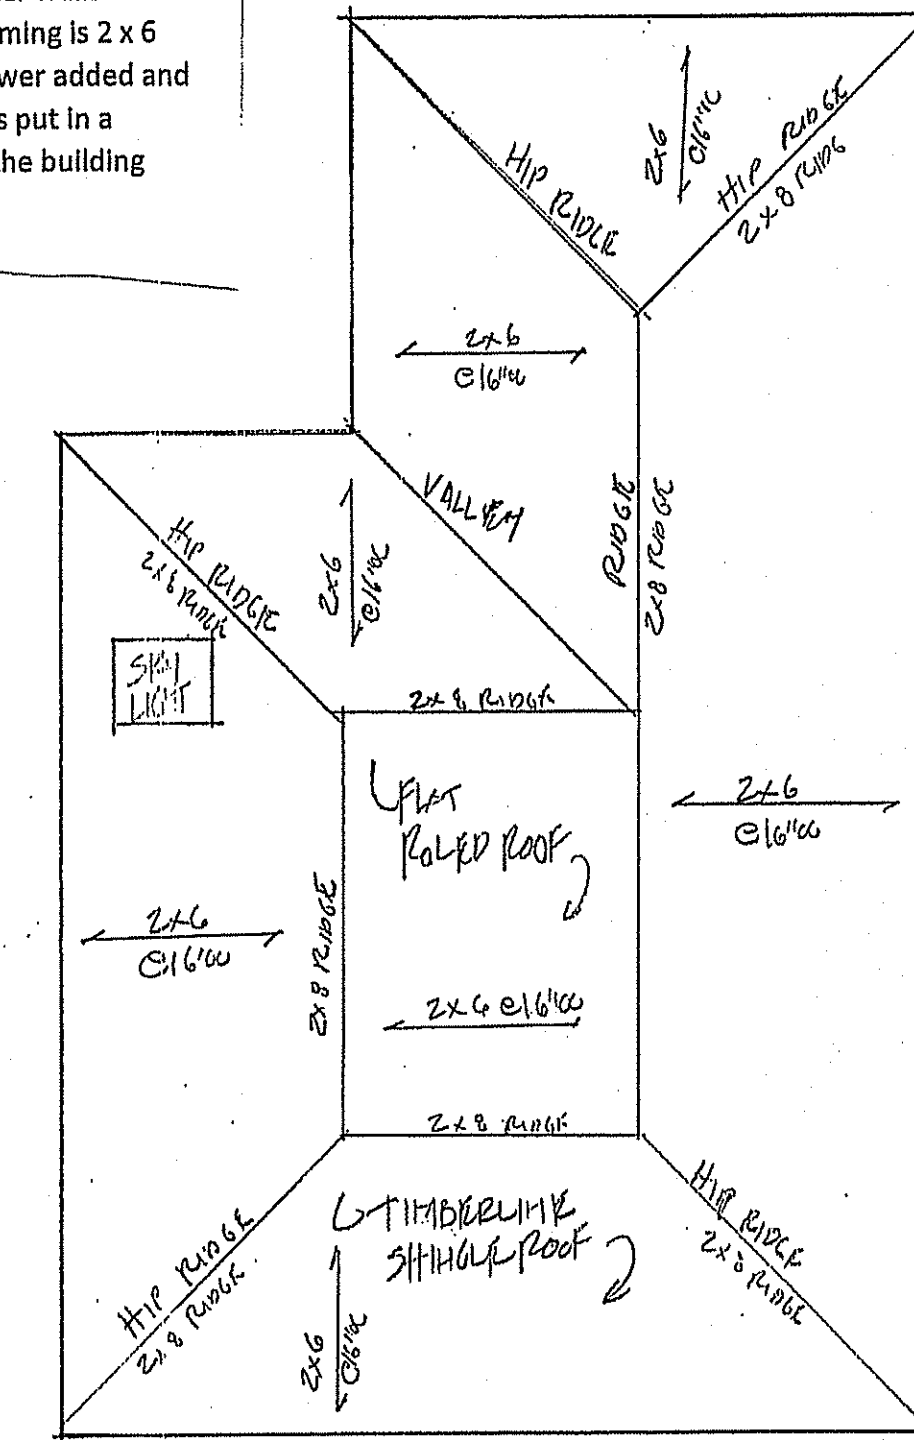 ming is 2 x 6
wer added and
s put in a
the building
HIP RIDGE
2x6
@16"oc
HIP RIDGE
2x8 RIDG
2x6
@16"oc
VALLEY
RIDGE
2x8 RIDGE
HIP RIDGE
2x8 RIDGE
2x6
@16"oc
SKY
LIGHT
2x8 RIDGE
FLAT
ROLED ROOF
2x6
@16"oc
2x6
@16"oc
2x8 RIDGE
2x6 @16"oc
2x8 RIDGE
TIMBERLINE
SHINGLE ROOF
HIP RIDGE
2x8 RIDGE
HIP RIDGE
2x8 RIDGE
2x6
@16"oc